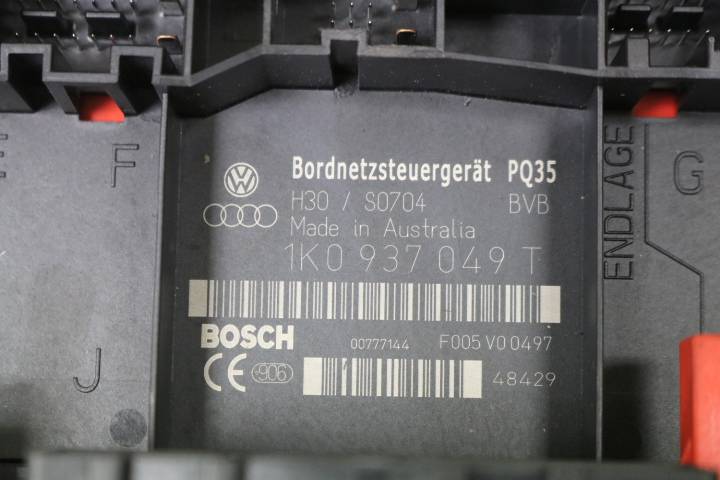 Bordnetzsteuergerät PQ35
H30 / S0704 BVB
Made in Australia
1K0 937 049 T
BOSCH 00777144 F005 V0 0497
CE 906 48429
F
J
ENDLAGE
G